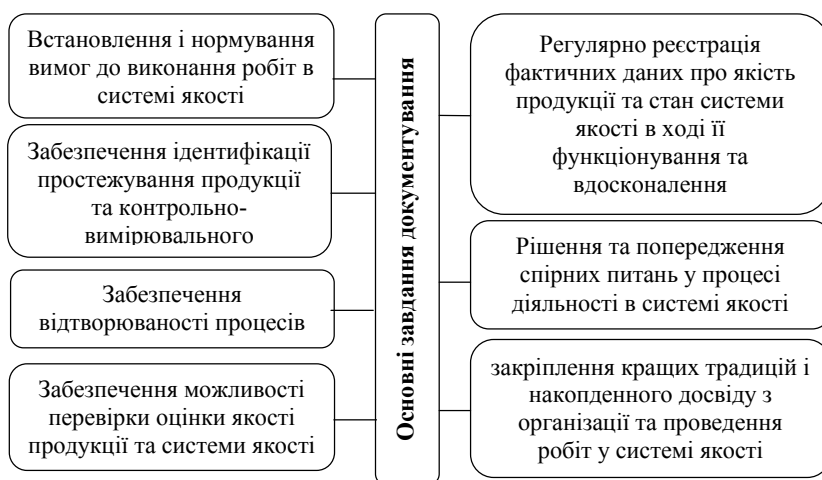 Встановлення і нормування
вимог до виконання робіт в
системі якості
Забезпечення ідентифікації
простежування продукції
та контрольно-
вимірювального
Забезпечення
відтворюваності процесів
Забезпечення можливості
перевірки оцінки якості
продукції та системи якості
Основні завдання документування
Регулярно реєстрація
фактичних даних про якість
продукції та стан системи
якості в ході її
функціонування та
вдосконалення
Рішення та попередження
спірних питань у процесі
діяльності в системі якості
закріплення кращих традицій і
накопденного досвіду з
організації та проведення
робіт у системі якості